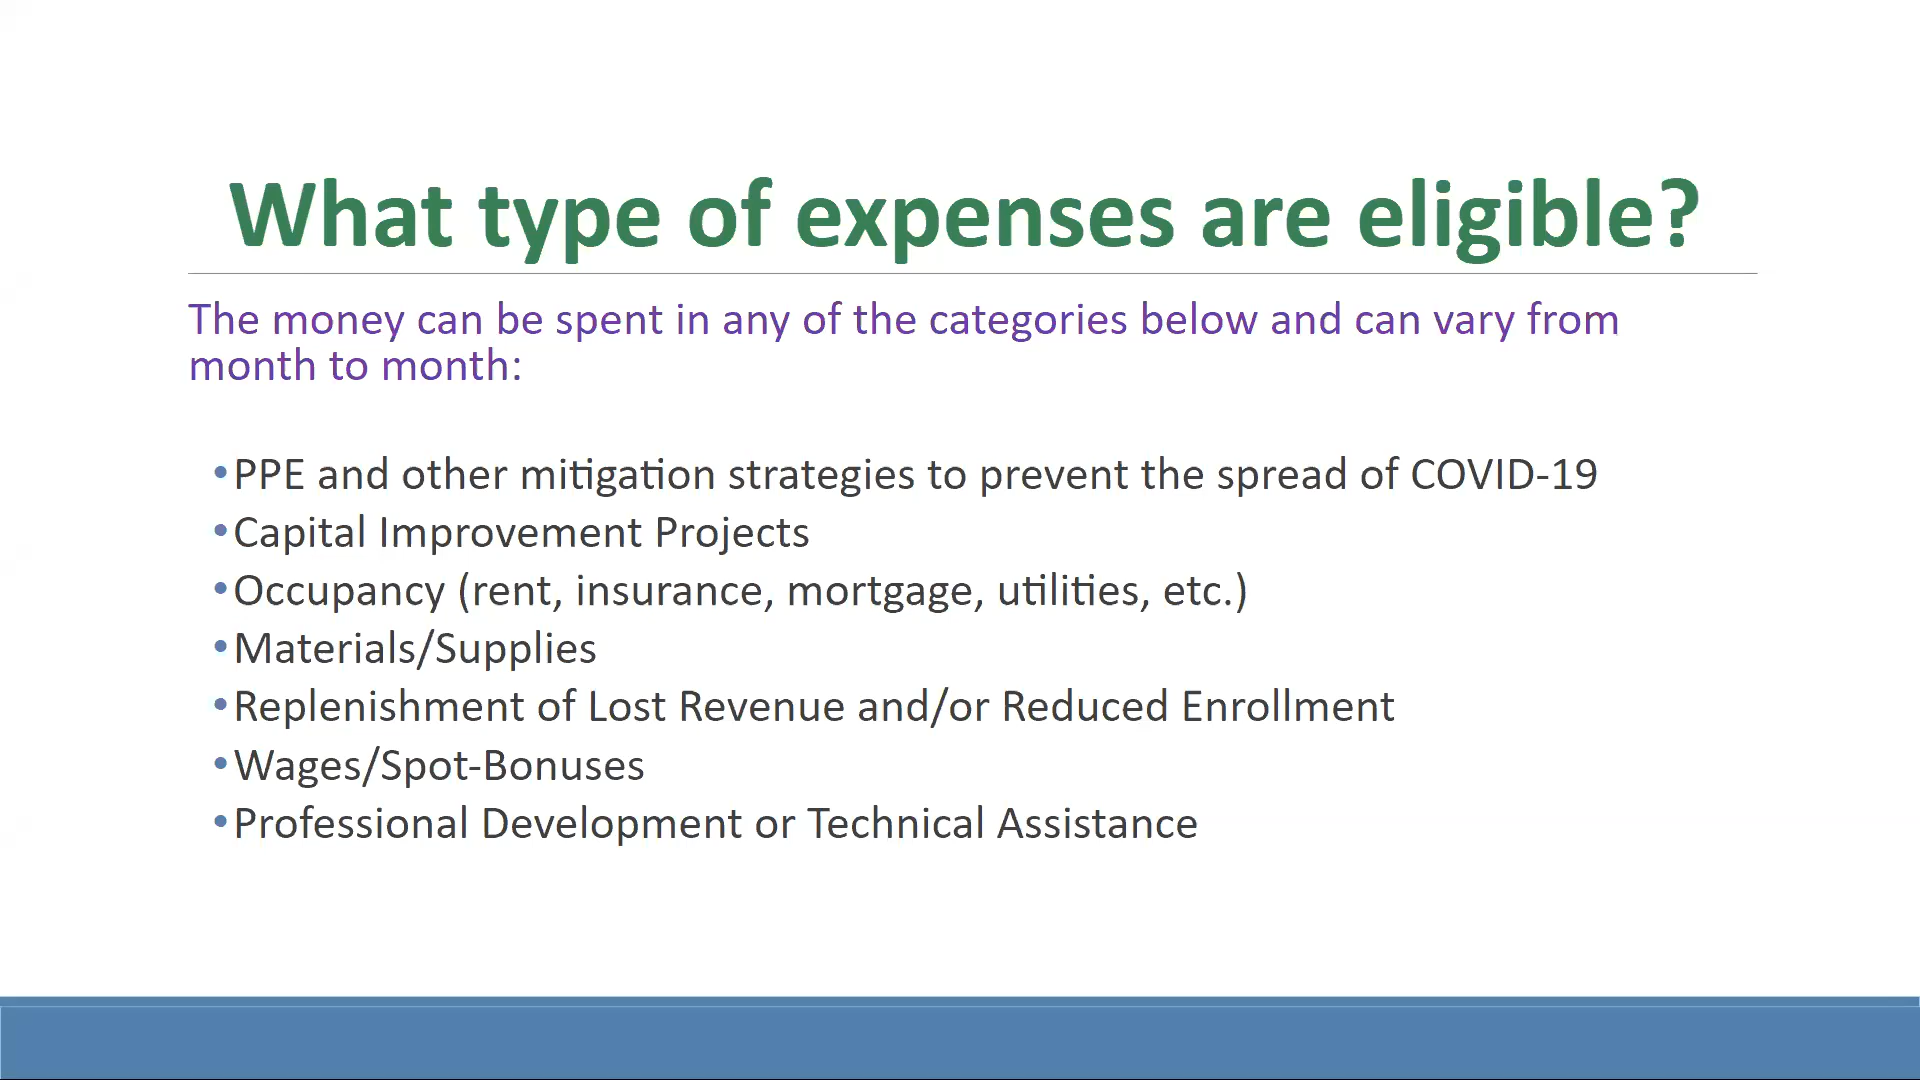 What type of expenses are eligible?
The money can be spent in any of the categories below and can vary from
month to month:
•PPE and other mitigation strategies to prevent the spread of COVID-19
•Capital Improvement Projects
•Occupancy (rent, insurance, mortgage, utilities, etc.)
•Materials/Supplies
•Replenishment of Lost Revenue and/or Reduced Enrollment
•Wages/Spot-Bonuses
•Professional Development or Technical Assistance